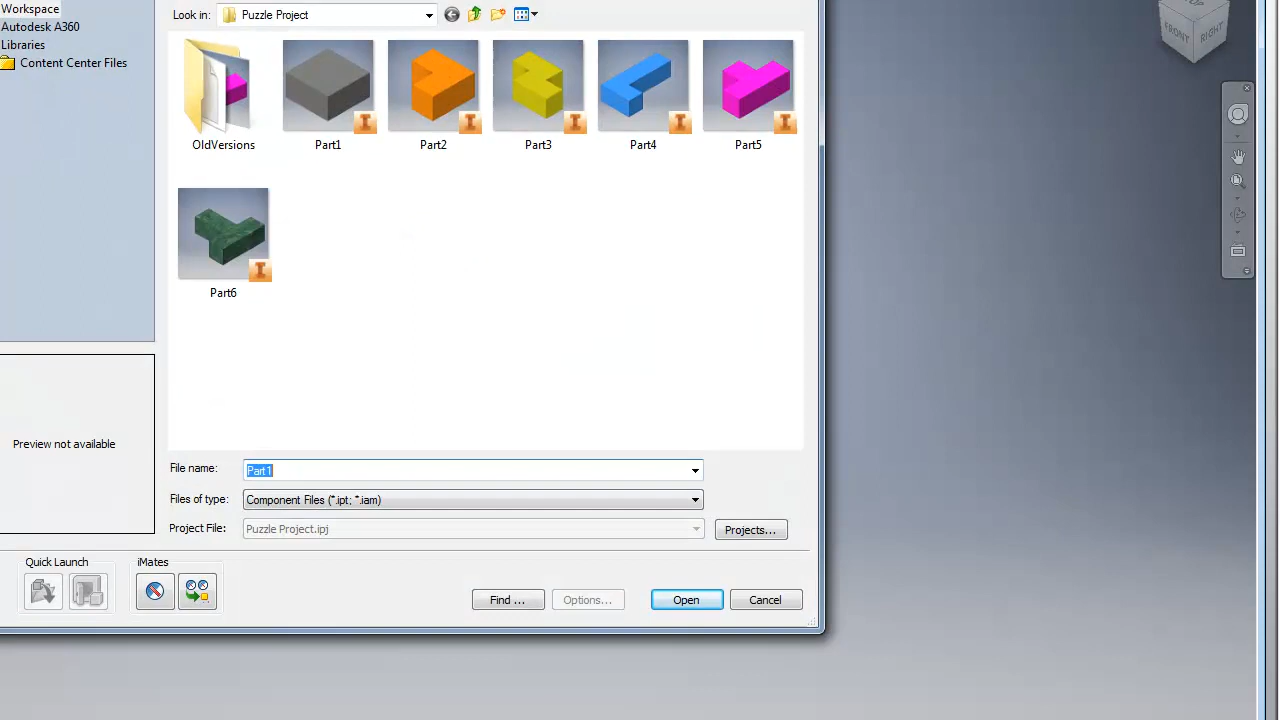 Workspace
Autodesk A360
Libraries
Content Center Files
Look in: Puzzle Project
OldVersions Part1 Part2 Part3 Part4 Part5
Part6
Preview not available
File name: Part1
Files of type: Component Files (*.ipt; *.iam)
Project File: Puzzle Project.ipj Projects...
Quick Launch iMates
Find ... Options... Open Cancel
FRONT RIGHT